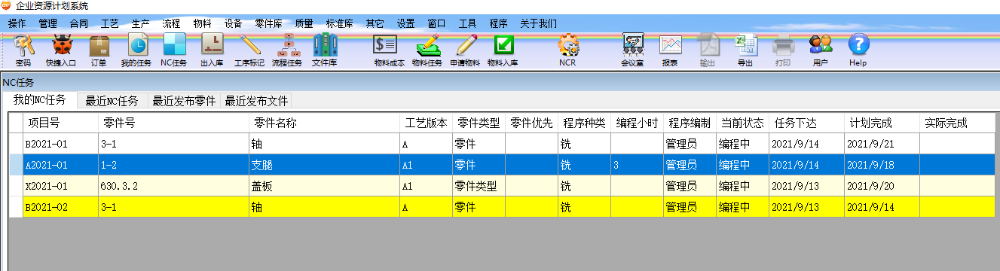 企业资源计划系统
操作 管理 合同 工艺 生产 流程 物料 设备 零件库 质量 标准库 其它 设置 窗口 工具 程序 关于我们
密码 快捷入口 订单 我的任务 NC任务 出入库 工序标记 流程任务 文件库 物料成本 物料任务 申请物料 物料入库 NCR 会议室 报表 输出 导出 打印 用户 Help
NC任务
我的NC任务 最近NC任务 最近发布零件 最近发布文件
项目号 零件号 零件名称 工艺版本 零件类型 零件优先 程序种类 编程小时 程序编制 当前状态 任务下达 计划完成 实际完成
B2021-01 3-1 轴 A 零件 铣 管理员 编程中 2021/9/14 2021/9/21
A2021-01 1-2 支腿 A1 零件 铣 3 管理员 编程中 2021/9/14 2021/9/18
X2021-01 630.3.2 盖板 A1 零件类型 铣 管理员 编程中 2021/9/13 2021/9/20
B2021-02 3-1 轴 A 零件 铣 管理员 编程中 2021/9/13 2021/9/14